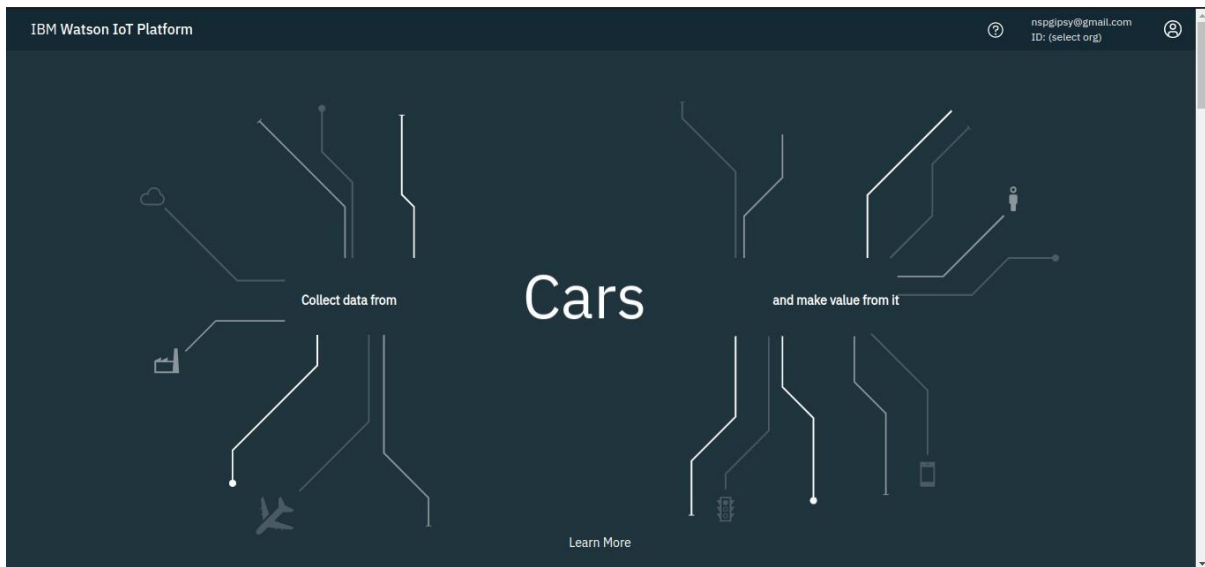 IBM Watson IoT Platform
nspgipsy@gmail.com
ID: (select org)
Collect data from
Cars
and make value from it
Learn More